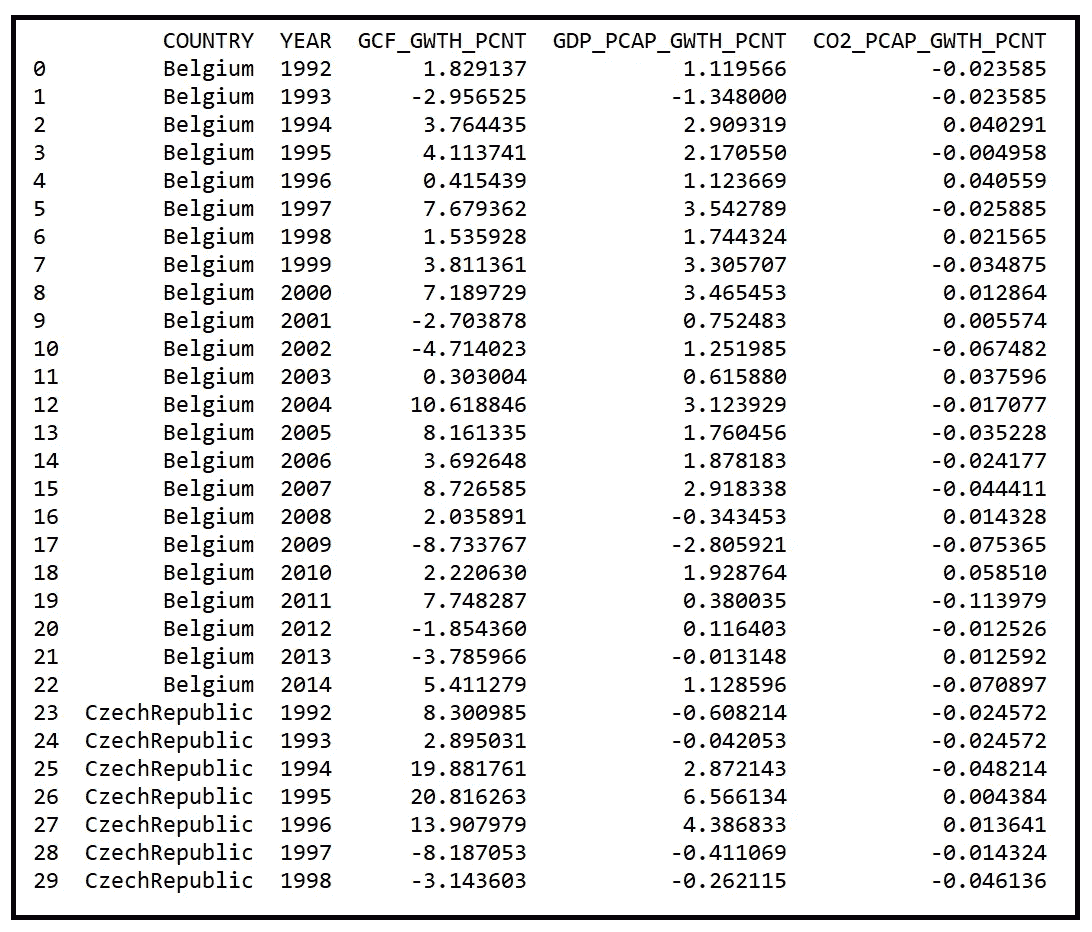 COUNTRY YEAR GCF_GWTH_PCNT GDP_PCAP_GWTH_PCNT CO2_PCAP_GWTH_PCNT
0 Belgium 1992 1.829137 1.119566 -0.023585
1 Belgium 1993 -2.956525 -1.348000 -0.023585
2 Belgium 1994 3.764435 2.909319 0.040291
3 Belgium 1995 4.113741 2.170550 -0.004958
4 Belgium 1996 0.415439 1.123669 0.040559
5 Belgium 1997 7.679362 3.542789 -0.025885
6 Belgium 1998 1.535928 1.744324 0.021565
7 Belgium 1999 3.811361 3.305707 -0.034875
8 Belgium 2000 7.189729 3.465453 0.012864
9 Belgium 2001 -2.703878 0.752483 0.005574
10 Belgium 2002 -4.714023 1.251985 -0.067482
11 Belgium 2003 0.303004 0.615880 0.037596
12 Belgium 2004 10.618846 3.123929 -0.017077
13 Belgium 2005 8.161335 1.760456 -0.035228
14 Belgium 2006 3.692648 1.878183 -0.024177
15 Belgium 2007 8.726585 2.918338 -0.044411
16 Belgium 2008 2.035891 -0.343453 0.014328
17 Belgium 2009 -8.733767 -2.805921 -0.075365
18 Belgium 2010 2.220630 1.928764 0.058510
19 Belgium 2011 7.748287 0.380035 -0.113979
20 Belgium 2012 -1.854360 0.116403 -0.012526
21 Belgium 2013 -3.785966 -0.013148 0.012592
22 Belgium 2014 5.411279 1.128596 -0.070897
23 CzechRepublic 1992 8.300985 -0.608214 -0.024572
24 CzechRepublic 1993 2.895031 -0.042053 -0.024572
25 CzechRepublic 1994 19.881761 2.872143 -0.048214
26 CzechRepublic 1995 20.816263 6.566134 0.004384
27 CzechRepublic 1996 13.907979 4.386833 0.013641
28 CzechRepublic 1997 -8.187053 -0.411069 -0.014324
29 CzechRepublic 1998 -3.143603 -0.262115 -0.046136